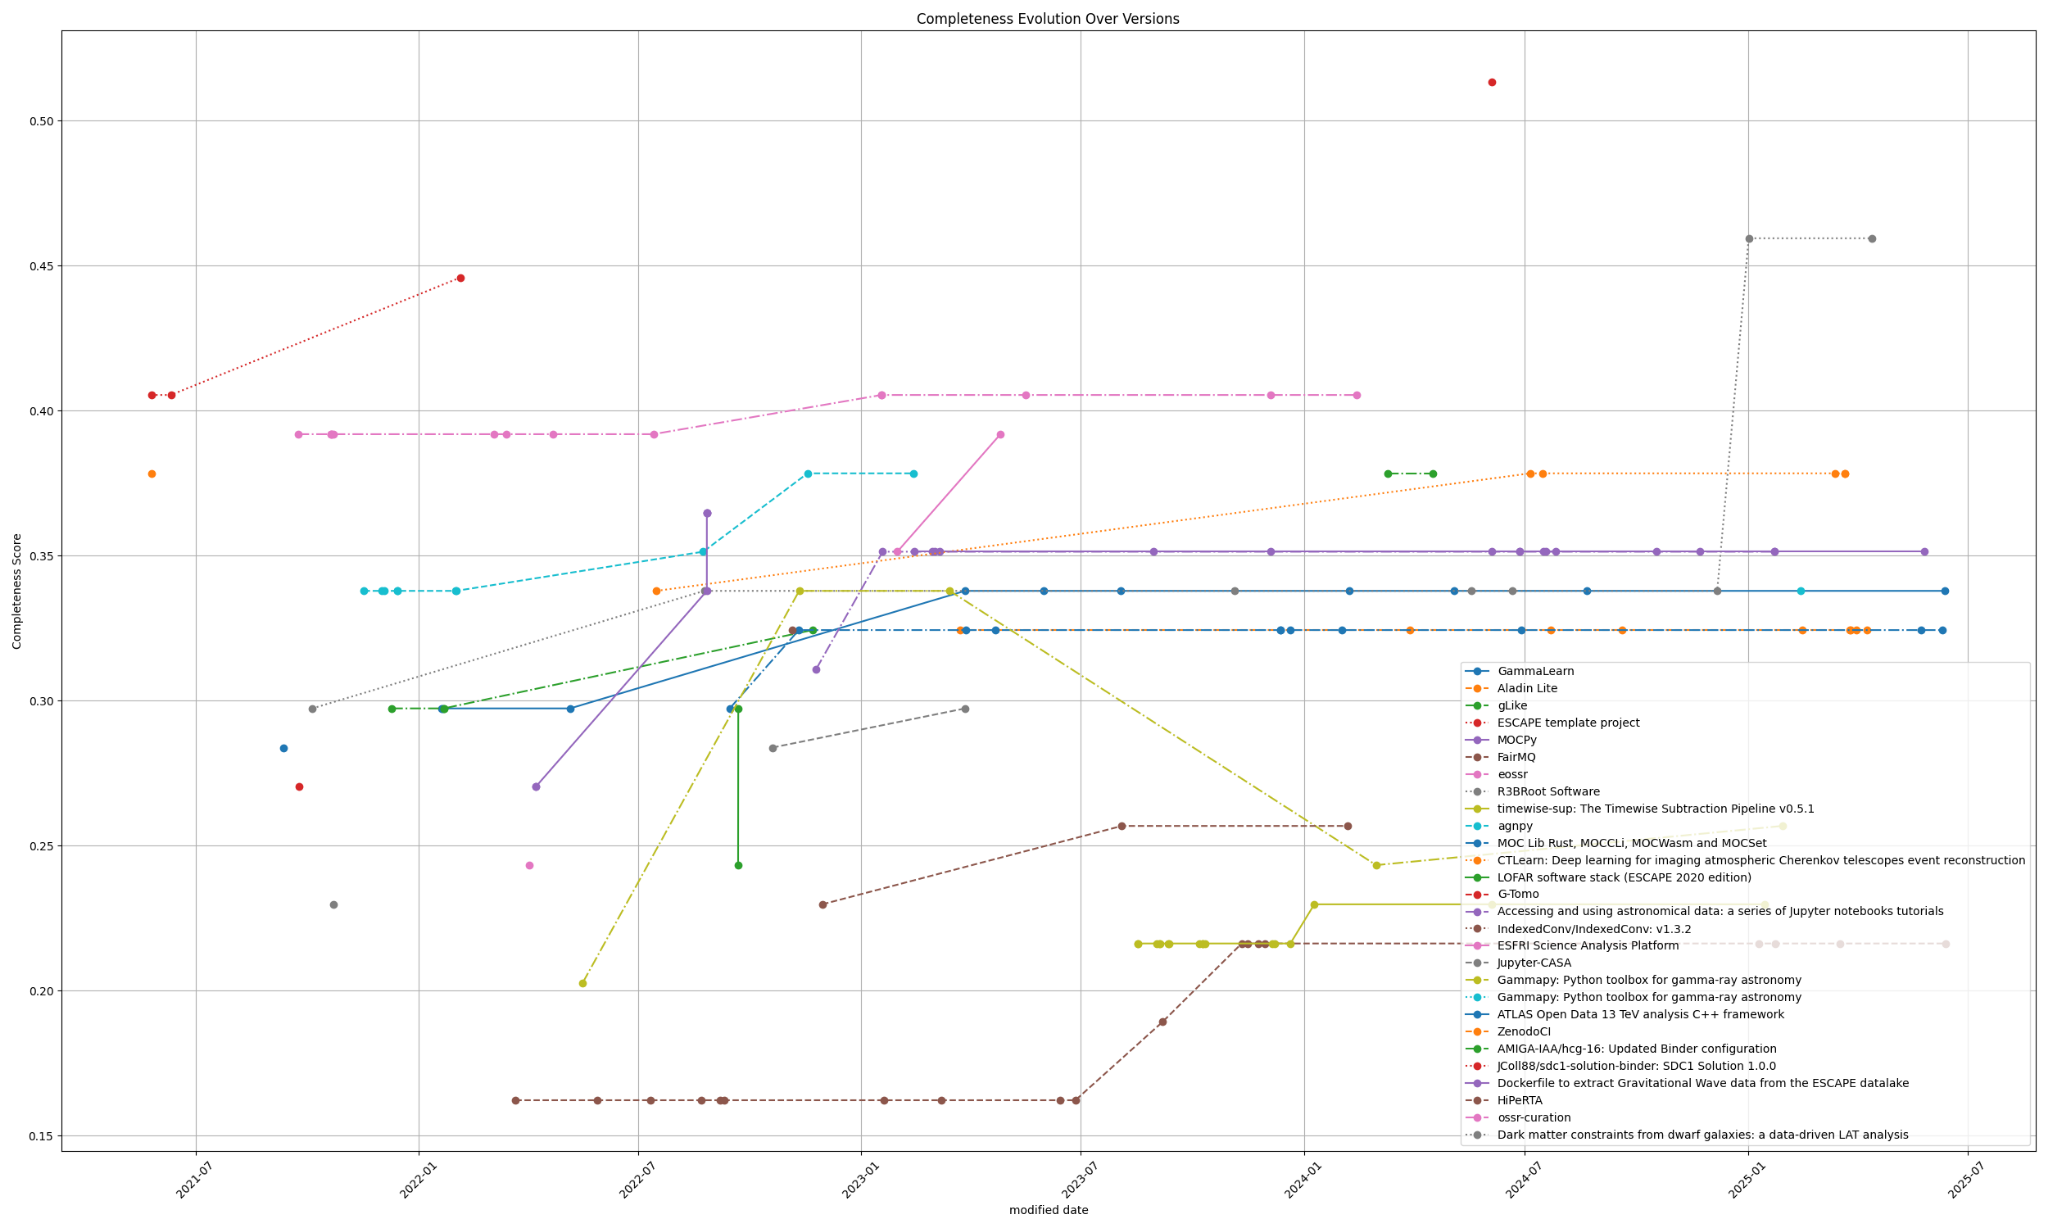 Completeness Evolution Over Versions
Completeness Score
0.50
0.45
0.40
0.35
0.30
0.25
0.20
0.15
GammaLearn
Aladin Lite
gLike
ESCAPE template project
MOCPy
FairMQ
eossr
R3BRoot Software
timewise-sup: The Timewise Subtraction Pipeline v0.5.1
agnpy
MOC Lib Rust, MOCCLi, MOCWasm and MOCSet
CTLearn: Deep learning for imaging atmospheric Cherenkov telescopes event reconstruction
LOFAR software stack (ESCAPE 2020 edition)
G-Tomo
Accessing and using astronomical data: a series of Jupyter notebooks tutorials
IndexedConv/IndexedConv: v1.3.2
ESFRI Science Analysis Platform
Jupyter-CASA
Gammapy: Python toolbox for gamma-ray astronomy
Gammapy: Python toolbox for gamma-ray astronomy
ATLAS Open Data 13 TeV analysis C++ framework
ZenodoCI
AMIGA-IAA/hcg-16: Updated Binder configuration
JColl88/sdc1-solution-binder: SDC1 Solution 1.0.0
Dockerfile to extract Gravitational Wave data from the ESCAPE datalake
HiPeRTA
ossr-curation
Dark matter constraints from dwarf galaxies: a data-driven LAT analysis
2021-07
2022-01
2022-07
2023-01
2023-07
2024-01
2024-07
2025-01
2025-07
modified date